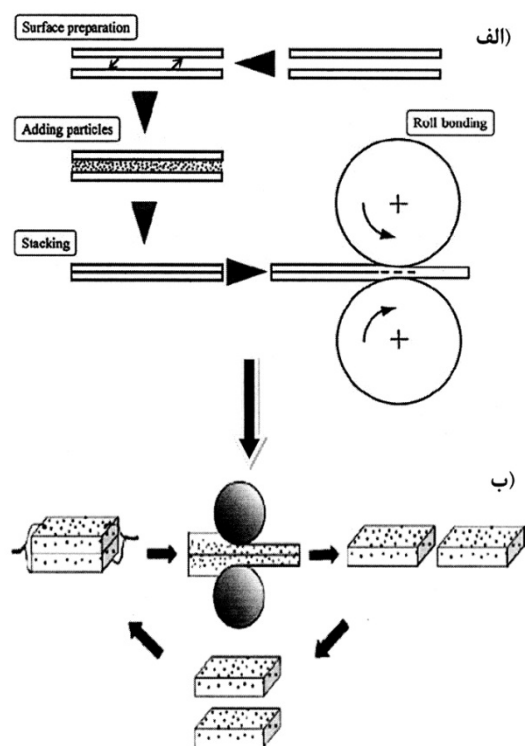 Surface preparation
الف)
Adding particles
Roll bonding
Stacking
ب)